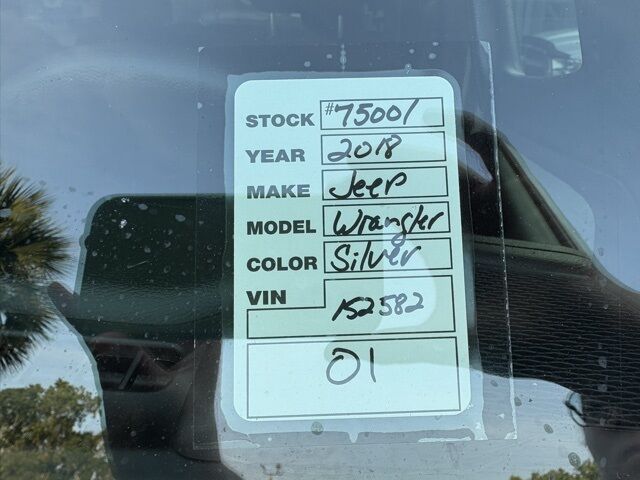 STOCK #75001
YEAR 2018
MAKE Jeep
MODEL Wrangler
COLOR Silver
VIN 152582
01